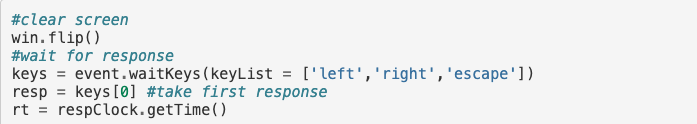 #clear screen
win.flip()
#wait for response
keys = event.waitKeys(keyList = ['left','right','escape'])
resp = keys[0] #take first response
rt = respClock.getTime()